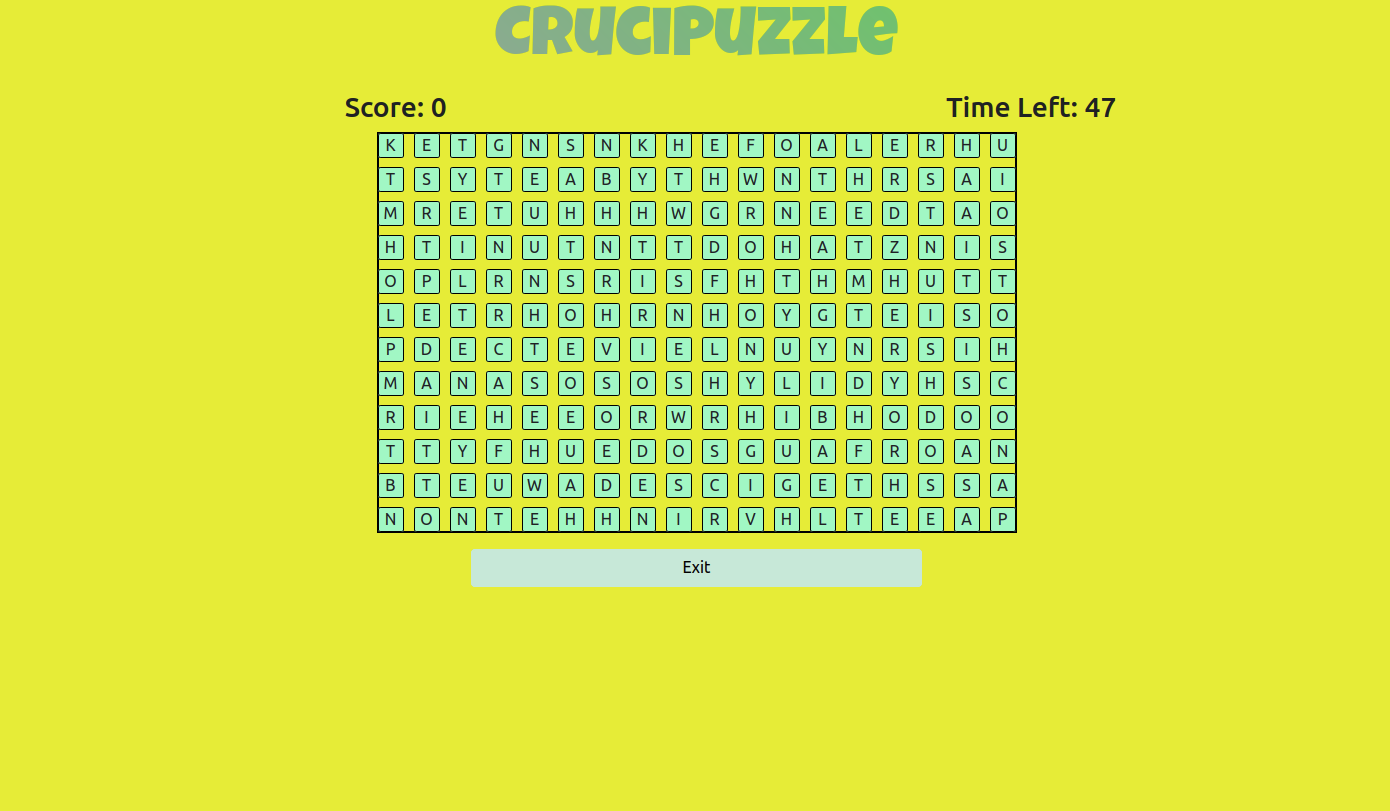 CRUCIPUZZLE
Score: 0 Time Left: 47
K E T G N S N K H E F O A L E R H U
T S Y T E A B Y T H W N T H R S A I
M R E T U H H H W G R N E E D T A O
H T I N U T N T T D O H A T Z N I S
O P L R N S R I S F H T H M H U T T
L E T R H O H R N H O Y G T E I S O
P D E C T E V I E L N U Y N R S I H
M A N A S O S O S H Y L I D Y H S C
R I E H E E O R W R H I B H O D O O
T T Y F H U E D O S G U A F R O A N
B T E U W A D E S C I G E T H S S A
N O N T E H H N I R V H L T E E A P
Exit